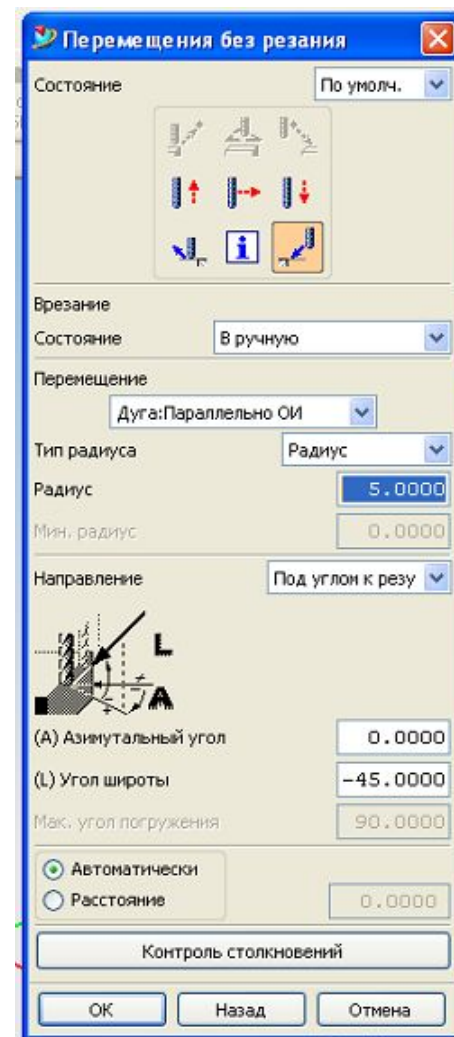 Перемещения без резания
Состояние По умолч.
Врезание
Состояние В ручную
Перемещение
Дуга:Параллельно ОИ
Тип радиуса Радиус
Радиус 5.0000
Мин. радиус 0.0000
Направление Под углом к резу
L
A
(A) Азимутальный угол 0.0000
(L) Угол широты -45.0000
Мак. угол погружения 90.0000
Автоматически
Расстояние 0.0000
Контроль столкновений
ОК Назад Отмена